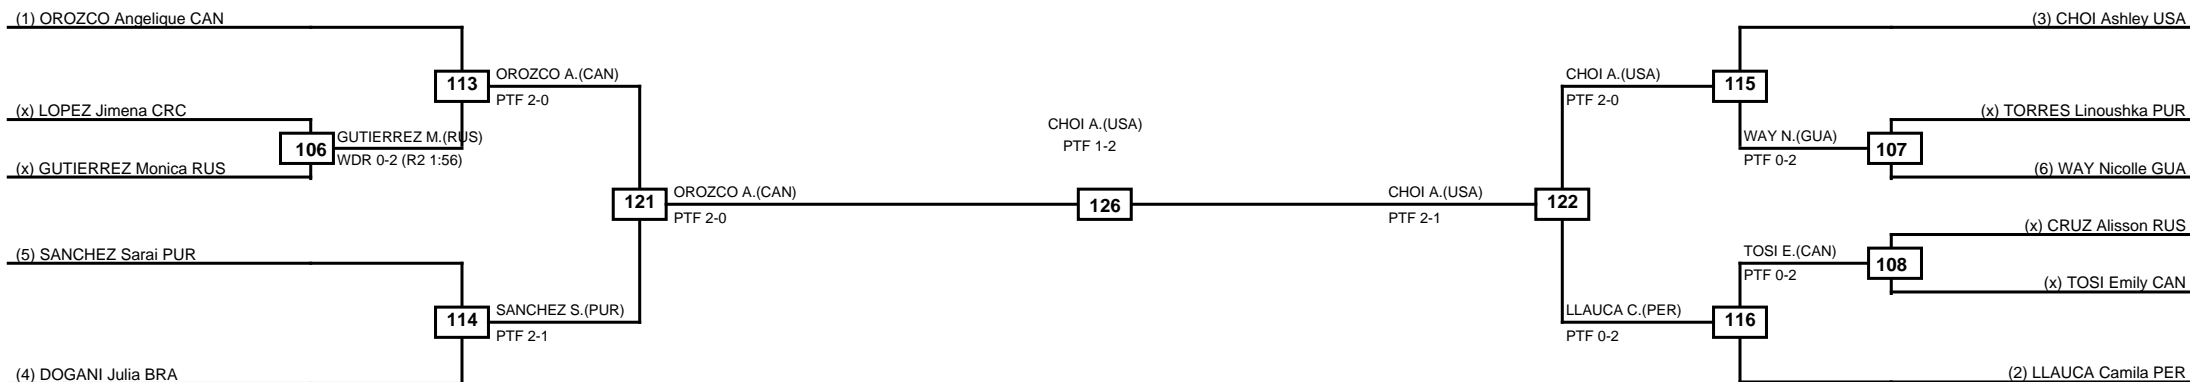 (1) OROZCO Angelique CAN
(x) LOPEZ Jimena CRC
(x) GUTIERREZ Monica RUS
(5) SANCHEZ Sarai PUR
(4) DOGANI Julia BRA
106
GUTIERREZ M.(RUS)
WDR 0-2 (R2 1:56)
113
OROZCO A.(CAN)
PTF 2-0
114
SANCHEZ S.(PUR)
PTF 2-1
121
OROZCO A.(CAN)
PTF 2-0
CHOI A.(USA)
PTF 1-2
126
CHOI A.(USA)
PTF 2-1
122
CHOI A.(USA)
PTF 2-0
115
LLAUCA C.(PER)
PTF 0-2
116
WAY N.(GUA)
PTF 0-2
107
TOSI E.(CAN)
PTF 0-2
108
(3) CHOI Ashley USA
(x) TORRES Linoushka PUR
(6) WAY Nicolle GUA
(x) CRUZ Alisson RUS
(x) TOSI Emily CAN
(2) LLAUCA Camila PER